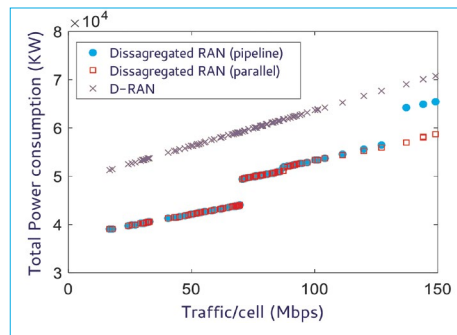 × 10⁴
8
Dissagregated RAN (pipeline)
Dissagregated RAN (parallel)
D-RAN
7
6
5
4
3
0 50 100 150
Total Power consumption (KW)
Traffic/cell (Mbps)